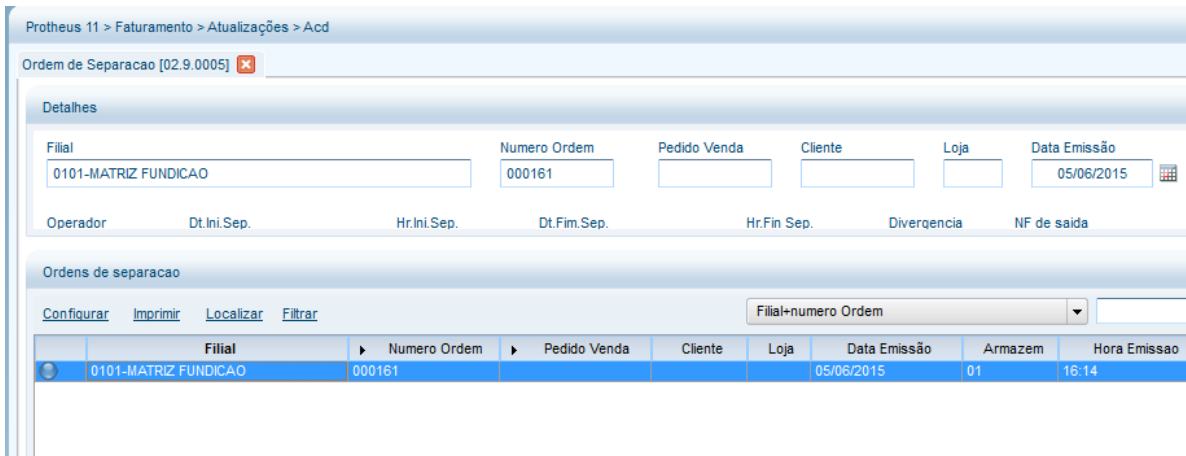 Protheus 11 > Faturamento > Atualizações > Acd
Ordem de Separacao [02.9.0005]
Detalhes
Filial Numero Ordem Pedido Venda Cliente Loja Data Emissão
0101-MATRIZ FUNDICAO 000161 05/06/2015
Operador Dt.Ini.Sep. Hr.Ini.Sep. Dt.Fim.Sep. Hr.Fin Sep. Divergencia NF de saida
Ordens de separacao
Configurar Imprimir Localizar Filtrar Filial+numero Ordem
Filial Numero Ordem Pedido Venda Cliente Loja Data Emissão Armazem Hora Emissao
0101-MATRIZ FUNDICAO 000161 05/06/2015 01 16:14